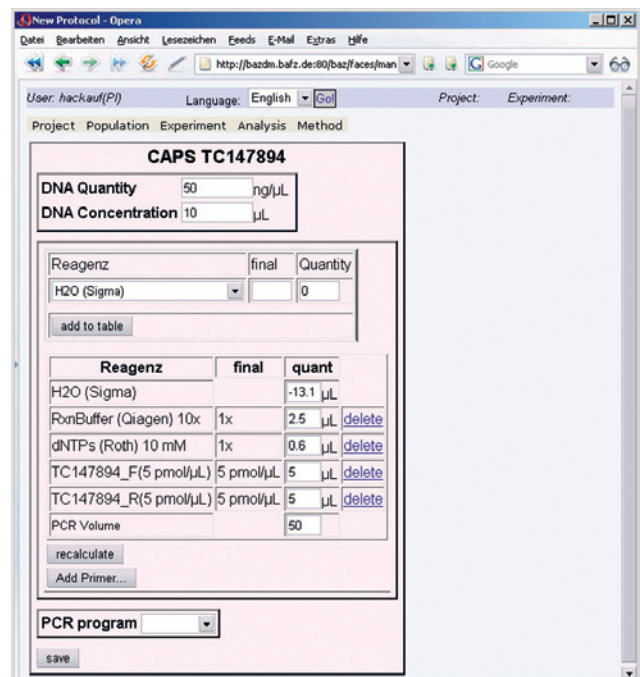 New Protocol - Opera
Datei Bearbeiten Ansicht Lesezeichen Feeds E-Mail Extras Hilfe
http://bazdm.bafz.de:80/baz/faces/man Google
User: hackauf(PI) Language: English Go! Project: Experiment:
Project Population Experiment Analysis Method
CAPS TC147894
DNA Quantity 50 ng/µL
DNA Concentration 10 µL
Reagenz final Quantity
H2O (Sigma) 0
add to table
Reagenz final quant
H2O (Sigma) -13.1 µL
RxnBuffer (Qiagen) 10x 1x 2.5 µL delete
dNTPs (Roth) 10 mM 1x 0.6 µL delete
TC147894_F(5 pmol/µL) 5 pmol/µL 5 µL delete
TC147894_R(5 pmol/µL) 5 pmol/µL 5 µL delete
PCR Volume 50
recalculate
Add Primer...
PCR program
save